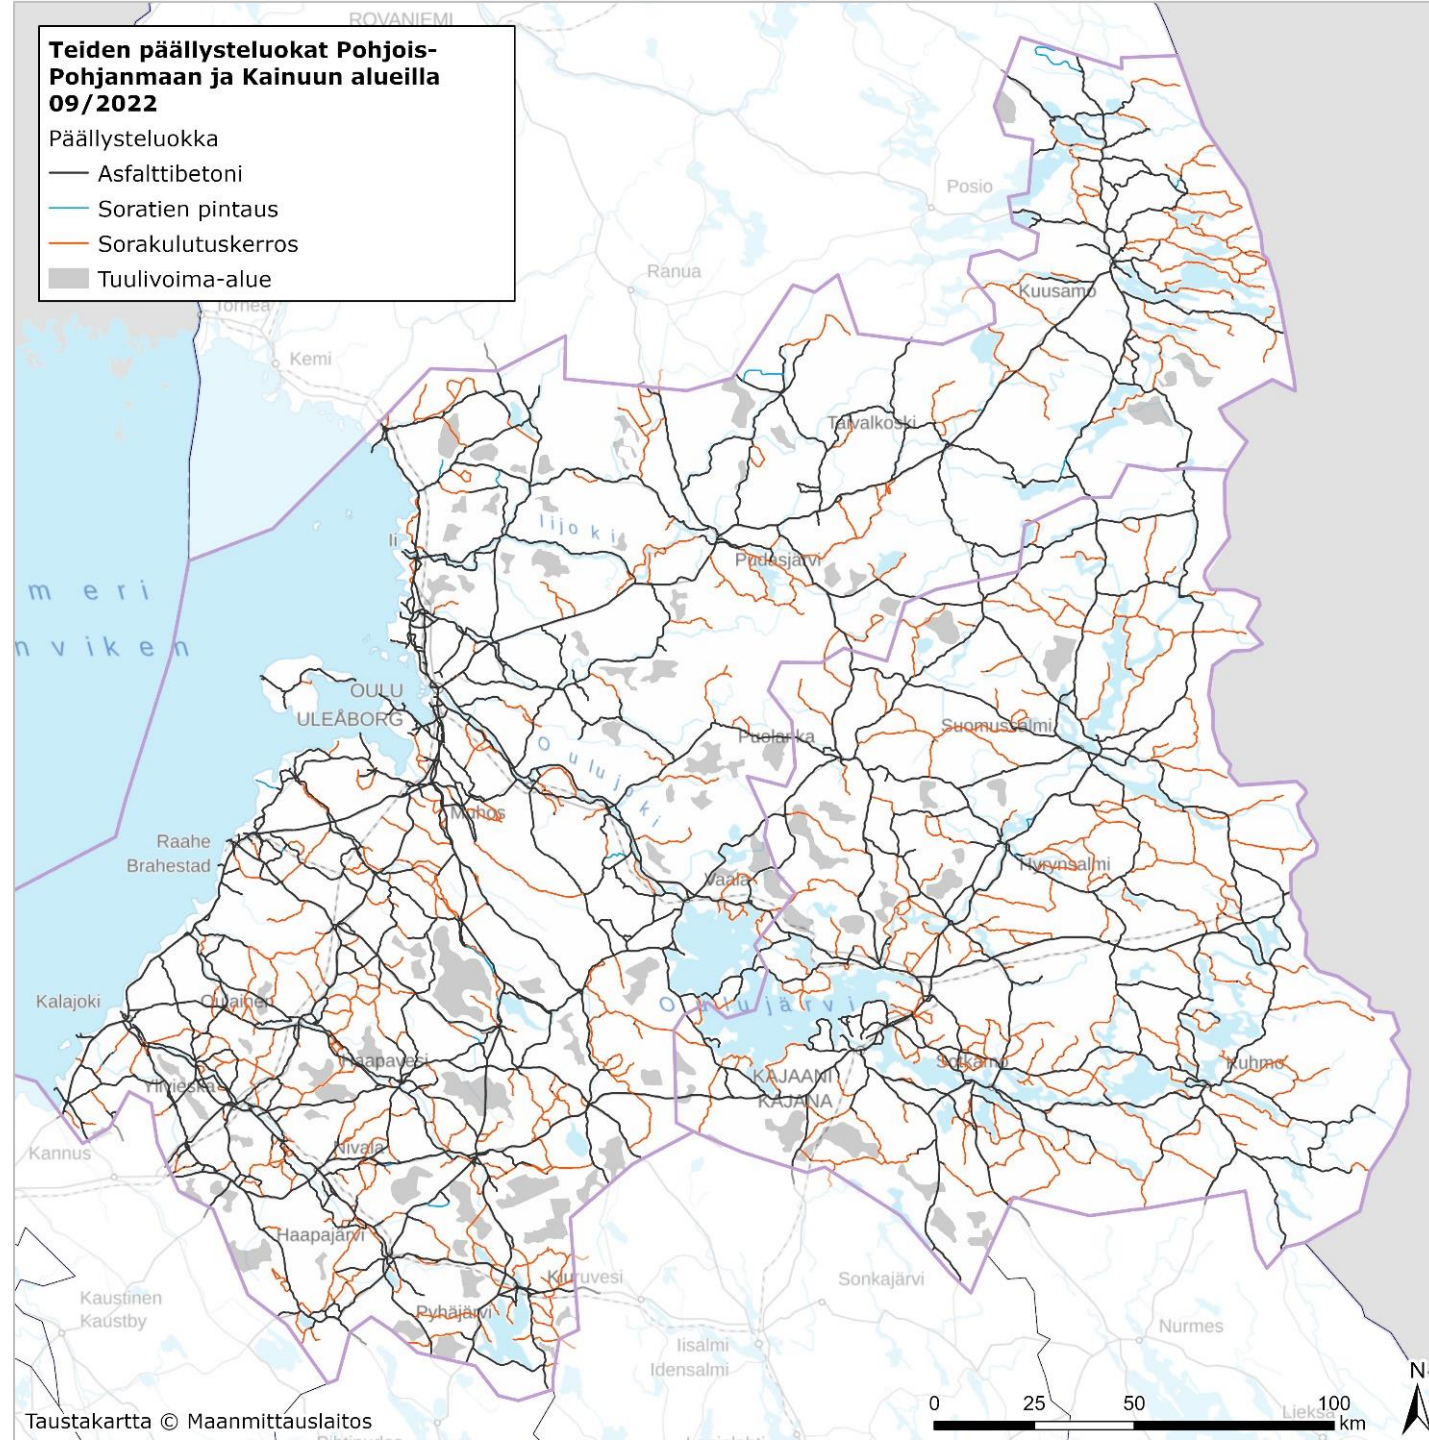 ROVANIEMI
Teiden päällysteluokat Pohjois-
Pohjanmaan ja Kainuun alueilla
09/2022
Päällysteluokka
Asfalttibetoni
Soratien pintaus
Sorakulutuskerros
Tuulivoima-alue
Posio
Ranua
Tornea
Kemi
Kuusamo
Taivalkoski
Iijoki
Ii
Pudasjärvi
meri
nviken
OULU
ULEÅBORG
Oulujoki
Puolanka
Suomussalmi
Muhos
Raahe
Brahestad
Vaala
Hyrynsalmi
Kalajoki
Oulainen
Oulujärvi
Haapavesi
Ylivieska
KAJAANI
KAJANA
Sotkamo
Kuhmo
Kannus
Nivala
Haapajärvi
Kiuruvesi
Sonkajärvi
Kaustinen
Kaustby
Pyhäjärvi
Iisalmi
Idensalmi
Nurmes
N
0 25 50 100
km
Lieksa
Taustakartta © Maanmittauslaitos